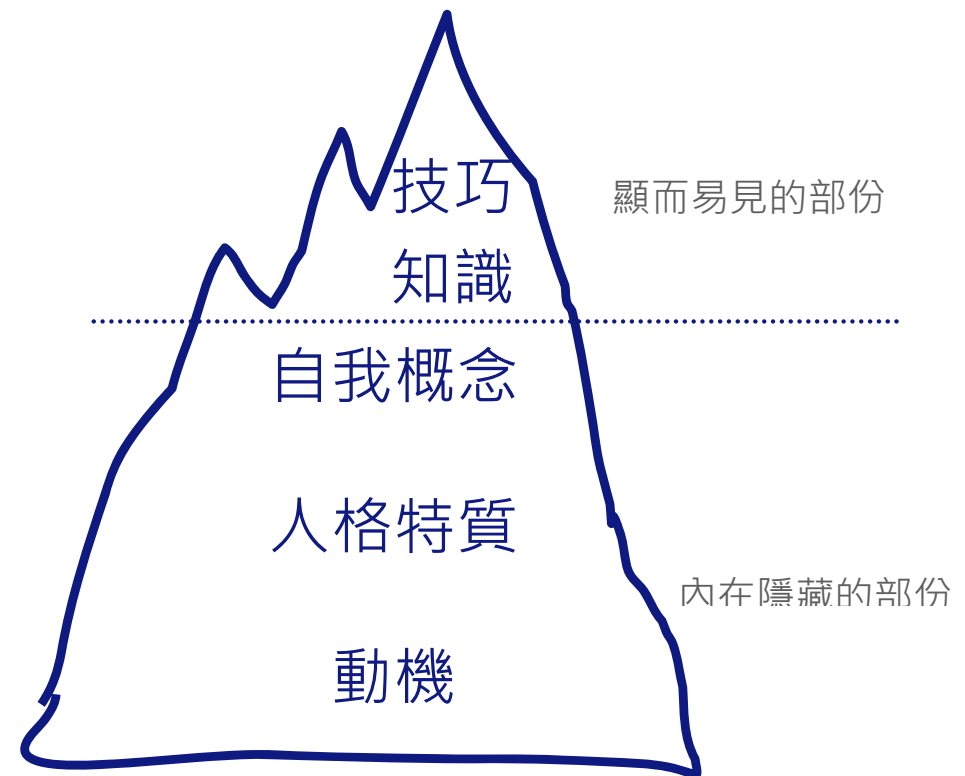 技巧
顯而易見的部份
知識
自我概念
人格特質
內在隱藏的部份
動機